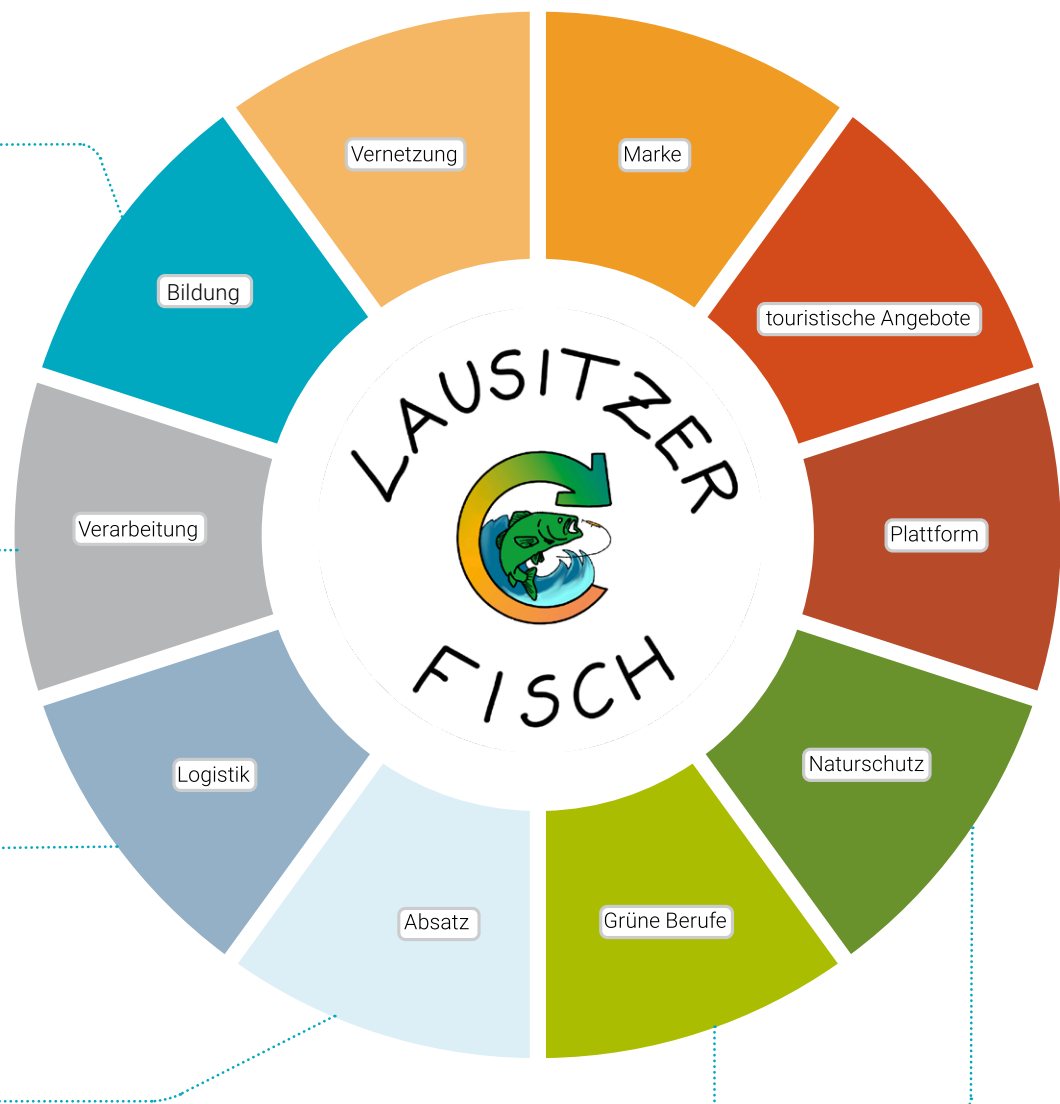 Vernetzung
Marke
Bildung
touristische Angebote
LAUSITZER
Verarbeitung
Plattform
FISCH
Naturschutz
Logistik
Absatz
Grüne Berufe